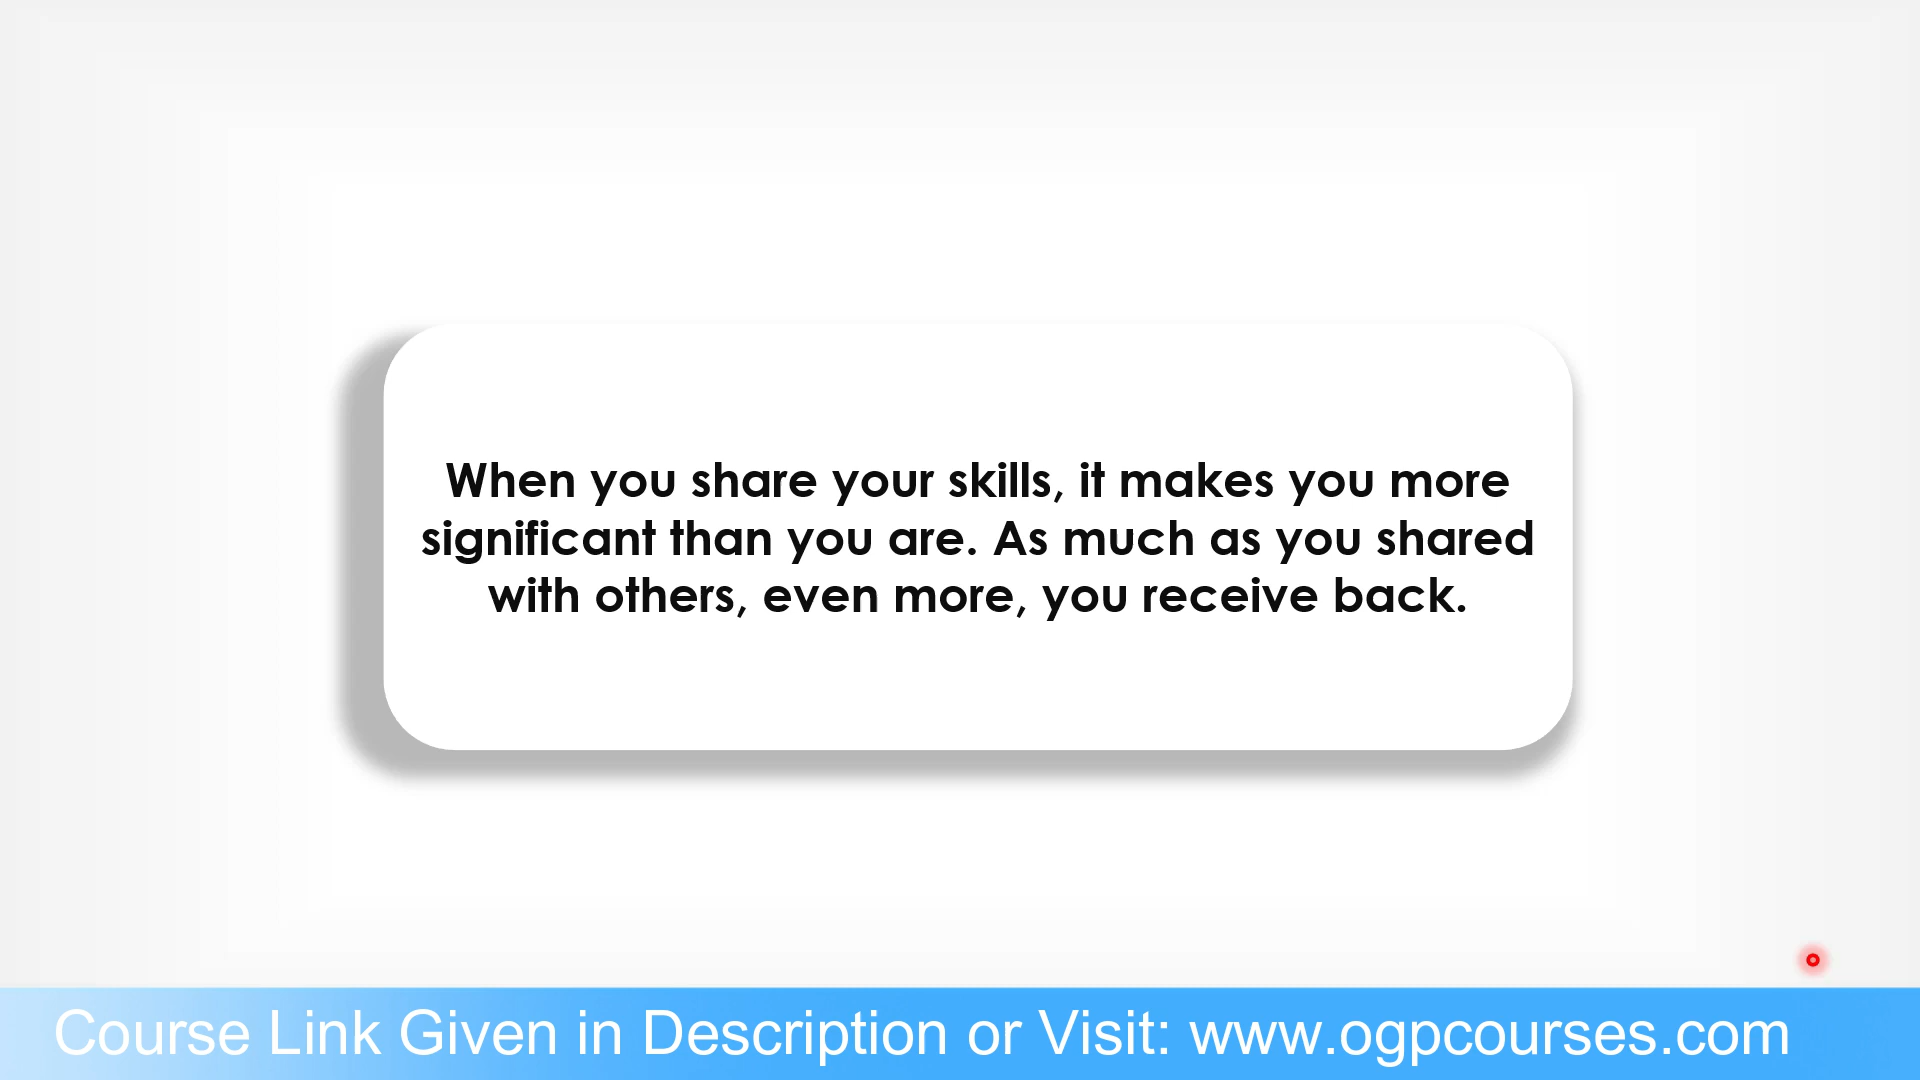 When you share your skills, it makes you more
significant than you are. As much as you shared
with others, even more, you receive back.
Course Link Given in Description or Visit: www.ogpcourses.com